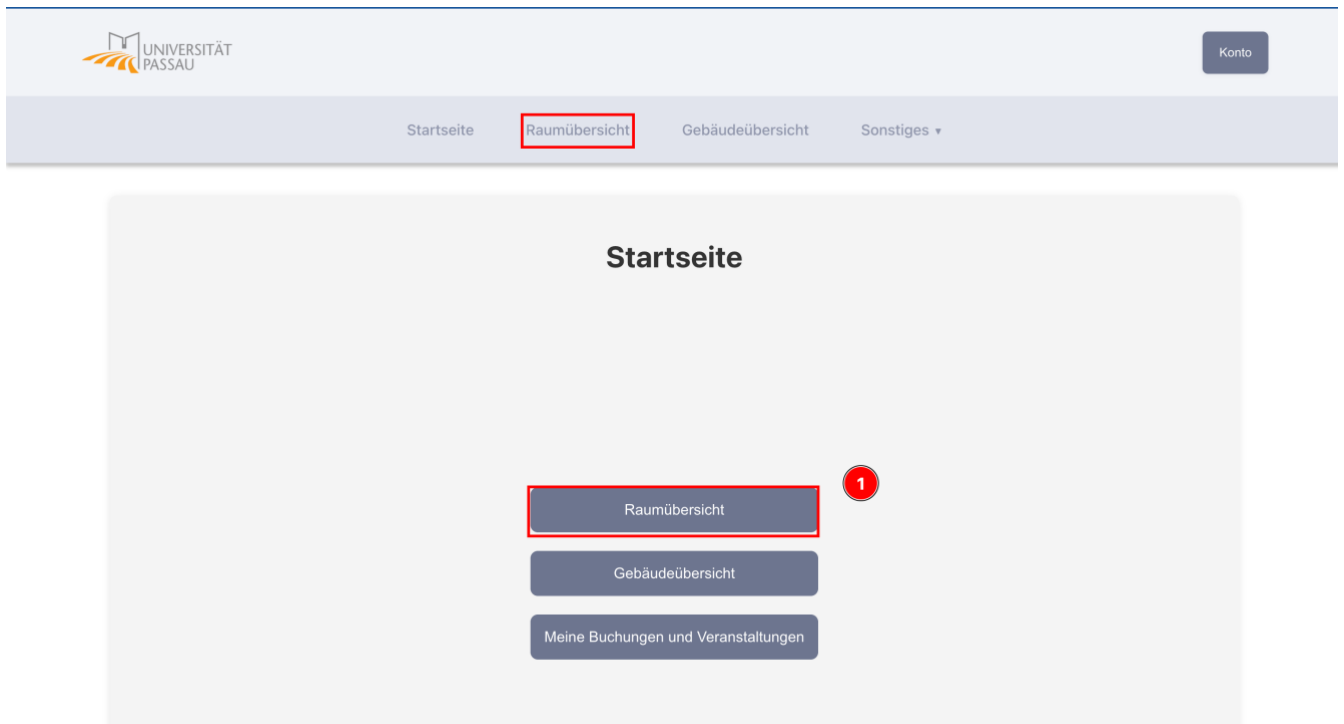 UNIVERSITÄT
PASSAU
Konto
Startseite Raumübersicht Gebäudeübersicht Sonstiges ▾
Startseite
1
Raumübersicht
Gebäudeübersicht
Meine Buchungen und Veranstaltungen